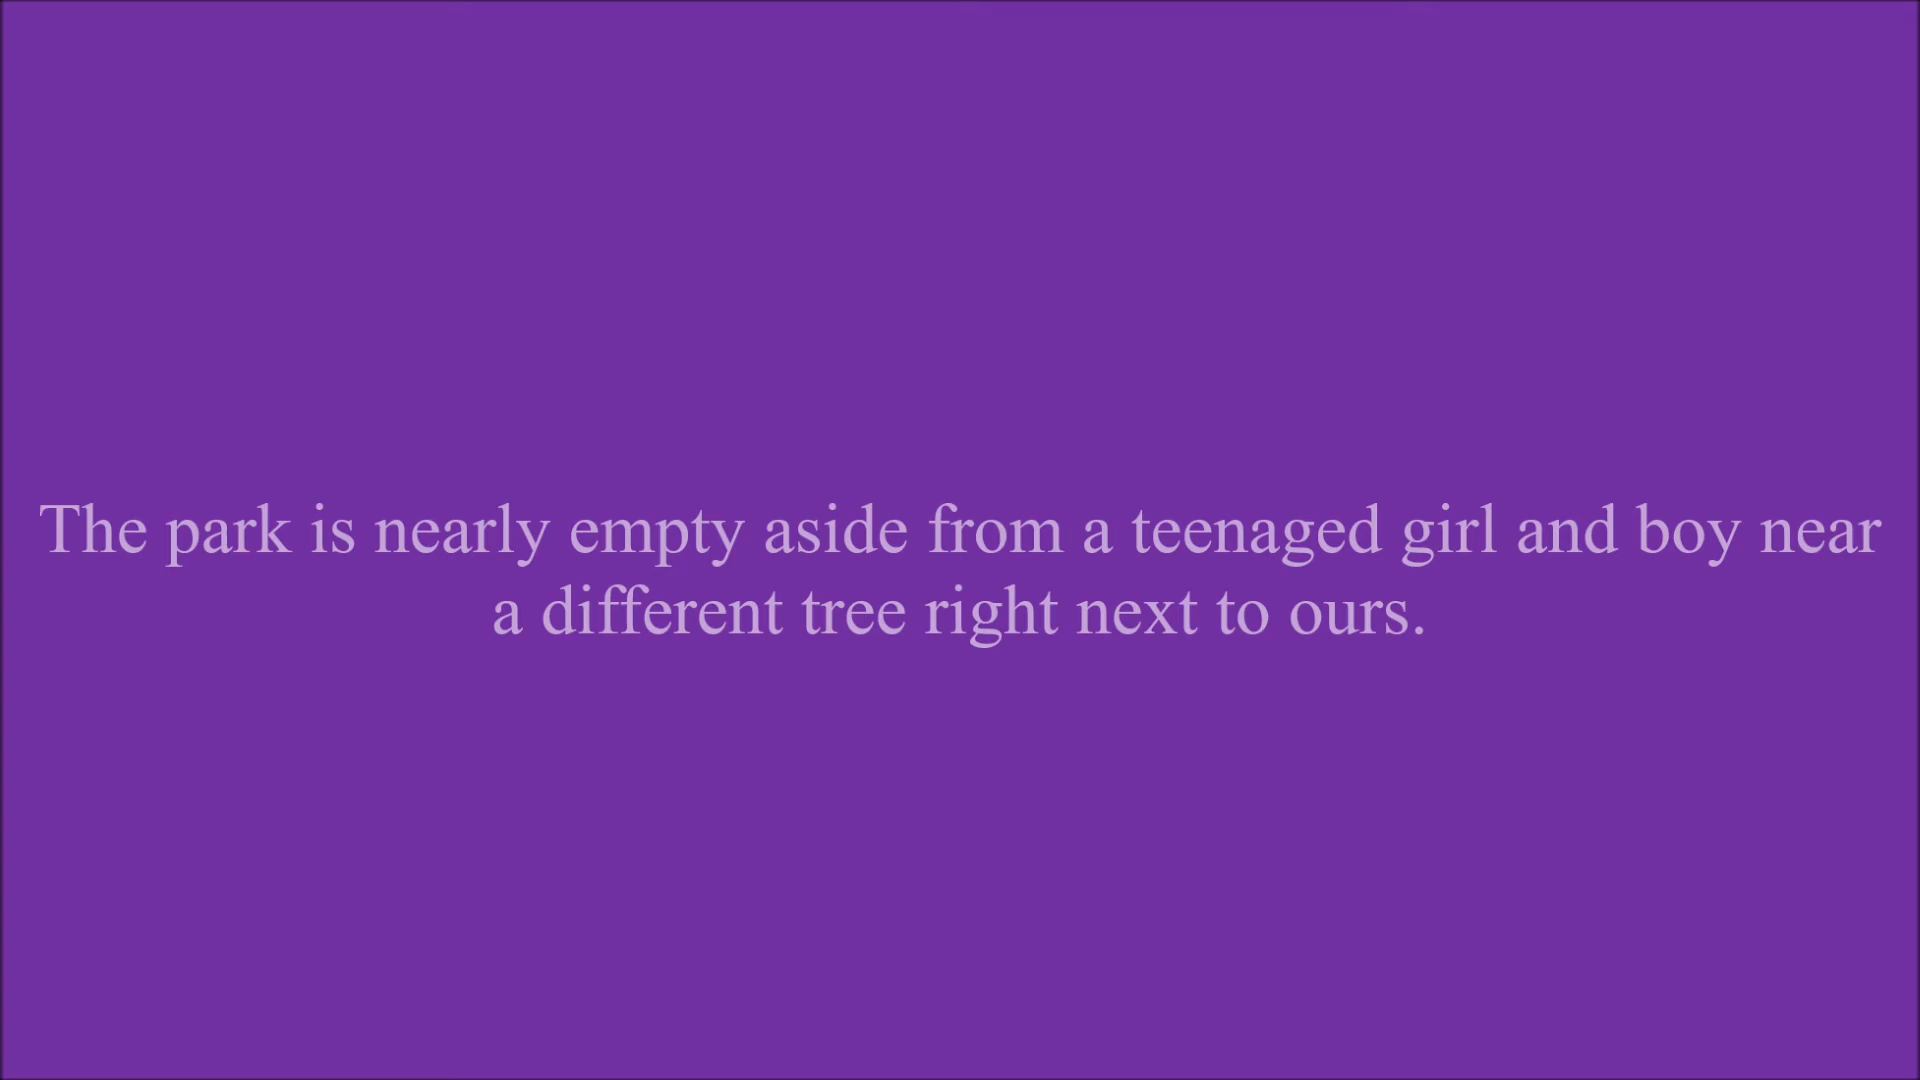 The park is nearly empty aside from a teenaged girl and boy near
a different tree right next to ours.